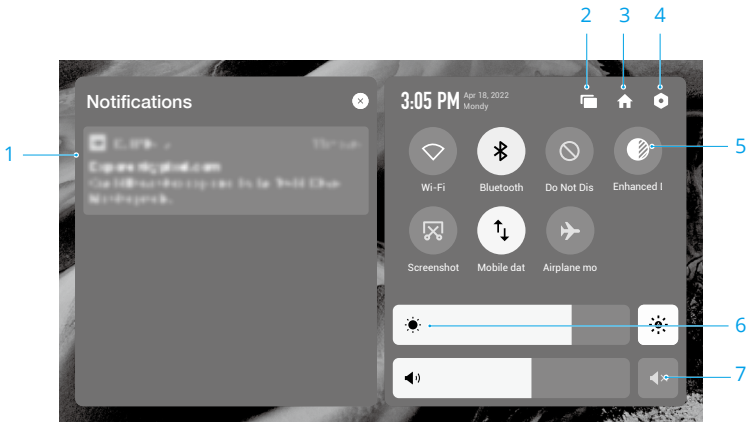 2 3 4
Notifications
3:05 PM Apr 18, 2022
Mondy
1
5
Wi-Fi Bluetooth Do Not Dis Enhanced I
Screenshot Mobile dat Airplane mo
6
7